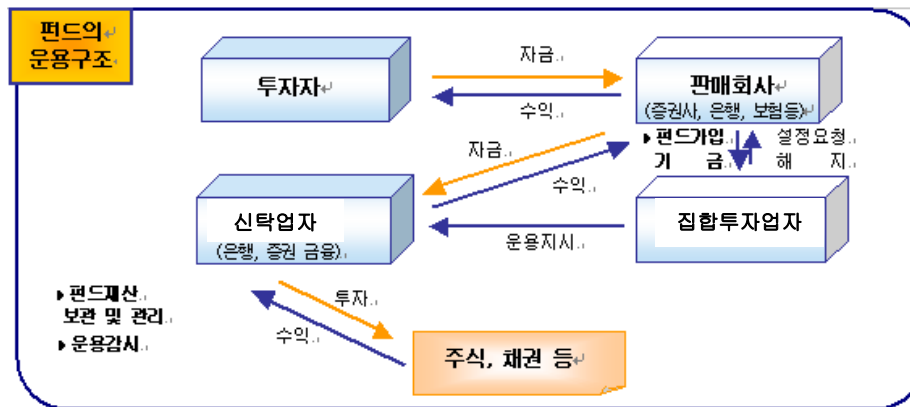 펀드의
운용구조
투자자
자금
수익
판매회사
(증권사, 은행, 보험등)
펀드가입
기 금
설정요청
해 지
자금
수익
신탁업자
(은행, 증권 금융)
운용지시
집합투자업자
펀드재산
보관 및 관리
운용감시
투자
수익
주식, 채권 등